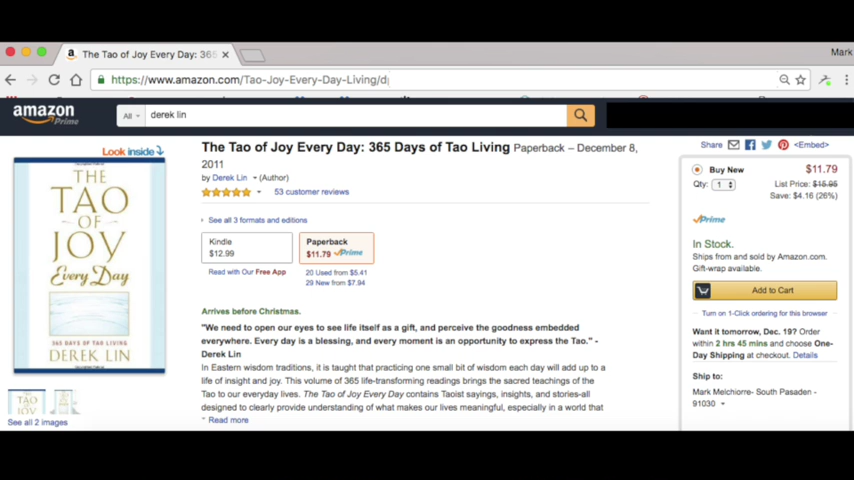 The Tao of Joy Every Day: 365
Mark
https://www.amazon.com/Tao-Joy-Every-Day-Living/d
amazon
Prime
All
derek lin
Look inside
THE
TAO
OF
JOY
Every Day
365 DAYS OF TAO LIVING
DEREK LIN
See all 2 images
The Tao of Joy Every Day: 365 Days of Tao Living Paperback – December 8,
2011
by Derek Lin (Author)
53 customer reviews
See all 3 formats and editions
Kindle
$12.99
Paperback
$11.79 Prime
Read with Our Free App
20 Used from $5.41
29 New from $7.94
Arrives before Christmas.
"We need to open our eyes to see life itself as a gift, and perceive the goodness embedded
everywhere. Every day is a blessing, and every moment is an opportunity to express the Tao." -
Derek Lin
In Eastern wisdom traditions, it is taught that practicing one small bit of wisdom each day will add up to a
life of insight and joy. This volume of 365 life-transforming readings brings the sacred teachings of the
Tao to our everyday lives. The Tao of Joy Every Day contains Taoist sayings, insights, and stories-all
designed to clearly provide understanding of what makes our lives meaningful, especially in a world that
Read more
Share <Embed>
Buy New $11.79
Qty: 1 List Price: $15.95
Save: $4.16 (26%)
Prime
In Stock.
Ships from and sold by Amazon.com.
Gift-wrap available.
Add to Cart
Turn on 1-Click ordering for this browser
Want it tomorrow, Dec. 19? Order
within 2 hrs 45 mins and choose One-
Day Shipping at checkout. Details
Ship to:
Mark Melchiorre- South Pasaden -
91030